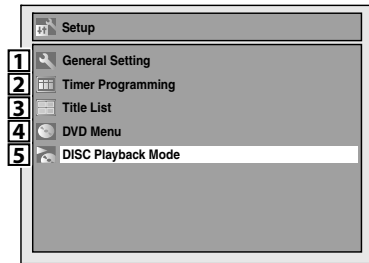 Setup
1 General Setting
2 Timer Programming
3 Title List
4 DVD Menu
5 DISC Playback Mode